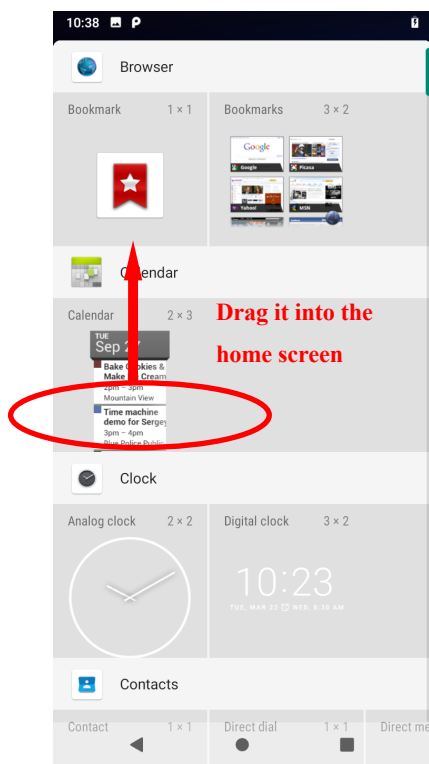 10:38
Browser
Bookmark 1 × 1 Bookmarks 3 × 2
Google
Google Picasa
Yahoo! MSN
Calendar
Calendar 2 × 3
Drag it into the
home screen
TUE
Sep 27
Bake Cookies &
Make Ice Cream
2pm – 3pm
Mountain View
Time machine
demo for Sergey
3pm – 4pm
Blue Police Public
Clock
Analog clock 2 × 2 Digital clock 3 × 2
10:23
TUE, MAR 22 WED, 8:30 AM
Contacts
Contact 1 × 1 Direct dial 1 × 1 Direct me